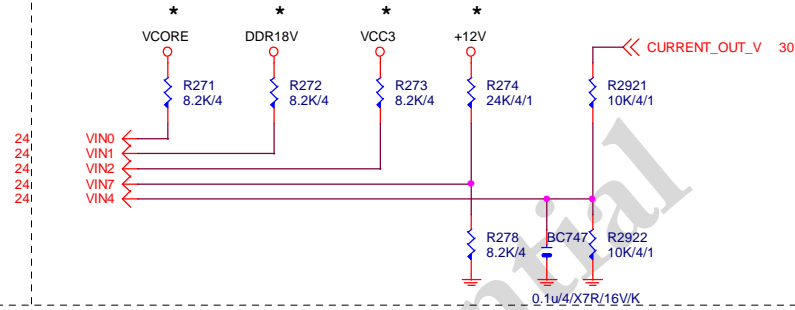 * * * *
VCORE DDR18V VCC3 +12V
CURRENT_OUT_V 30
R271 R272 R273 R274 R2921
8.2K/4 8.2K/4 8.2K/4 24K/4/1 10K/4/1
24 VIN0
24 VIN1
24 VIN2
24 VIN7
24 VIN4
R278 BC747 R2922
8.2K/4 10K/4/1
0.1u/4/X7R/16V/K
ntial